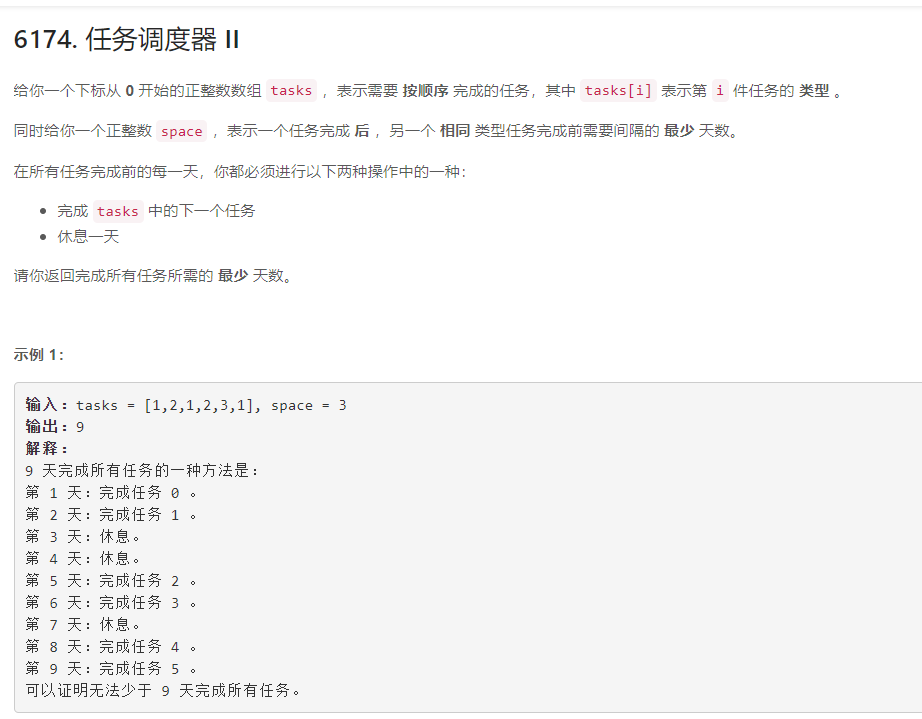 6174. 任务调度器 II
给你一个下标从 0 开始的正整数数组 tasks ，表示需要 按顺序 完成的任务，其中 tasks[i] 表示第 i 件任务的 类型 。
同时给你一个正整数 space ，表示一个任务完成 后 ，另一个 相同 类型任务完成前需要间隔的 最少 天数。
在所有任务完成前的每一天，你都必须进行以下两种操作中的一种：
• 完成 tasks 中的下一个任务
• 休息一天
请你返回完成所有任务所需的 最少 天数。
示例 1：
输入：tasks = [1,2,1,2,3,1], space = 3
输出：9
解释：
9 天完成所有任务的一种方法是：
第 1 天：完成任务 0 。
第 2 天：完成任务 1 。
第 3 天：休息。
第 4 天：休息。
第 5 天：完成任务 2 。
第 6 天：完成任务 3 。
第 7 天：休息。
第 8 天：完成任务 4 。
第 9 天：完成任务 5 。
可以证明无法少于 9 天完成所有任务。